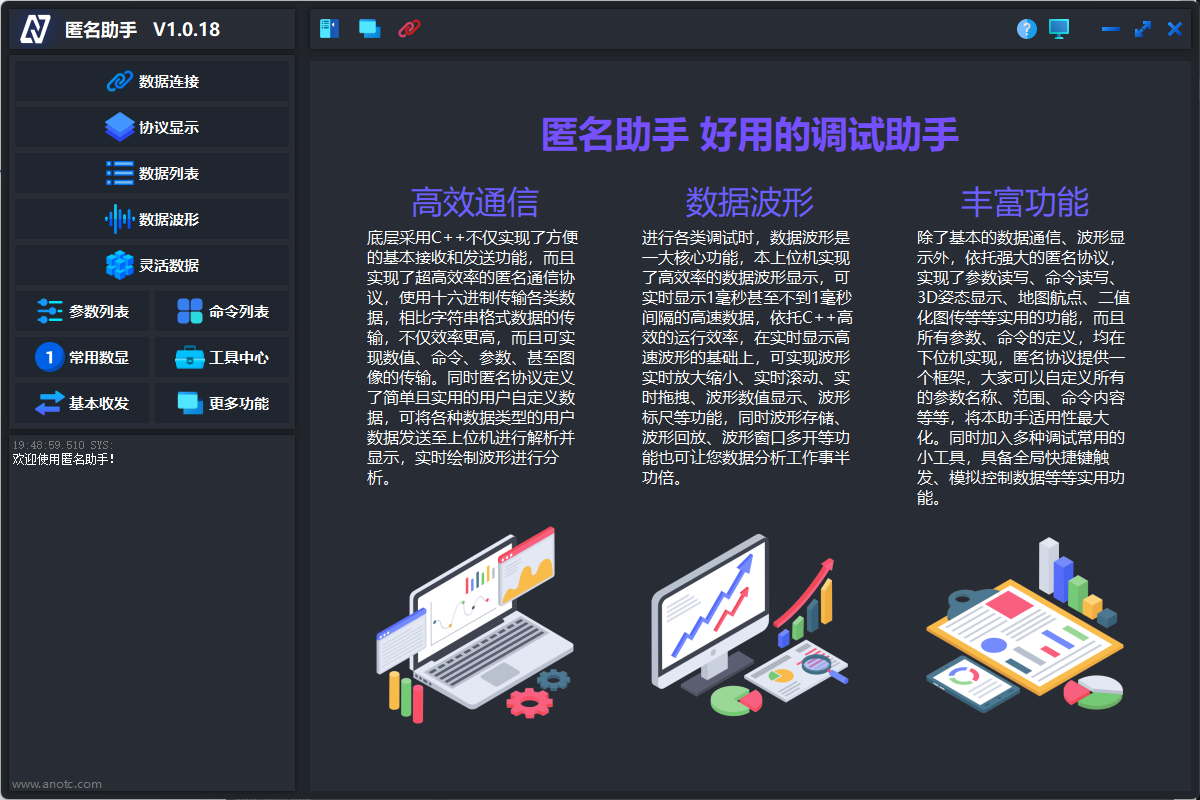 匿名助手 V1.0.18
数据连接
协议显示
数据列表
数据波形
灵活数据
参数列表 命令列表
1 常用数显 工具中心
基本收发 更多功能
19:48:59.510 SYS:
欢迎使用匿名助手!
www.anotc.com
?
匿名助手 好用的调试助手
高效通信
底层采用C++不仅实现了方便
的基本接收和发送功能，而且
实现了超高效率的匿名通信协
议，使用十六进制传输各类数
据，相比字符串格式数据的传
输，不仅效率更高，而且可实
现数值、命令、参数、甚至图
像的传输。同时匿名协议定义
了简单且实用的用户自定义数
据，可将各种数据类型的用户
数据发送至上位机进行解析并
显示，实时绘制波形进行分
析。
数据波形
进行各类调试时，数据波形是
一大核心功能，本上位机实现
了高效率的数据波形显示，可
实时显示1毫秒甚至不到1毫秒
间隔的高速数据，依托C++高
效的运行效率，在实时显示高
速波形的基础上，可实现波形
实时放大缩小、实时滚动、实
时拖拽、波形数值显示、波形
标尺等功能，同时波形存储、
波形回放、波形窗口多开等功
能也可让您数据分析工作事半
功倍。
丰富功能
除了基本的数据通信、波形显
示外，依托强大的匿名协议，
实现了参数读写、命令读写、
3D姿态显示、地图航点、二值
化图传等等实用的功能，而且
所有参数、命令的定义，均在
下位机实现，匿名协议提供一
个框架，大家可以自定义所有
的参数名称、范围、命令内容
等等，将本助手适用性最大
化。同时加入多种调试常用的
小工具，具备全局快捷键触
发、模拟控制数据等等实用功
能。